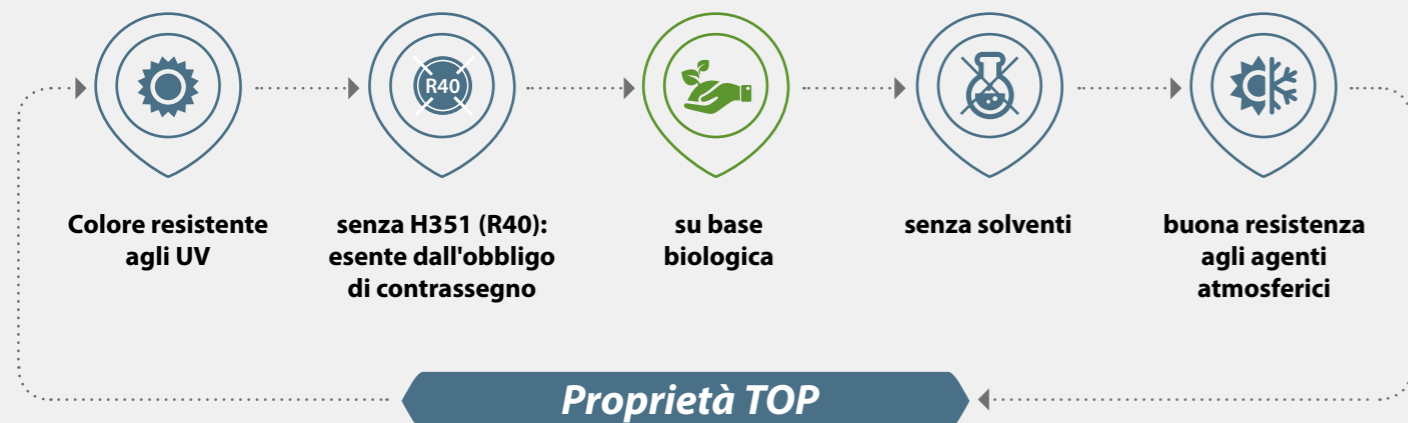 R40
Colore resistente
agli UV
senza H351 (R40):
esente dall'obbligo
di contrassegno
su base
biologica
senza solventi
buona resistenza
agli agenti
atmosferici
Proprietà TOP